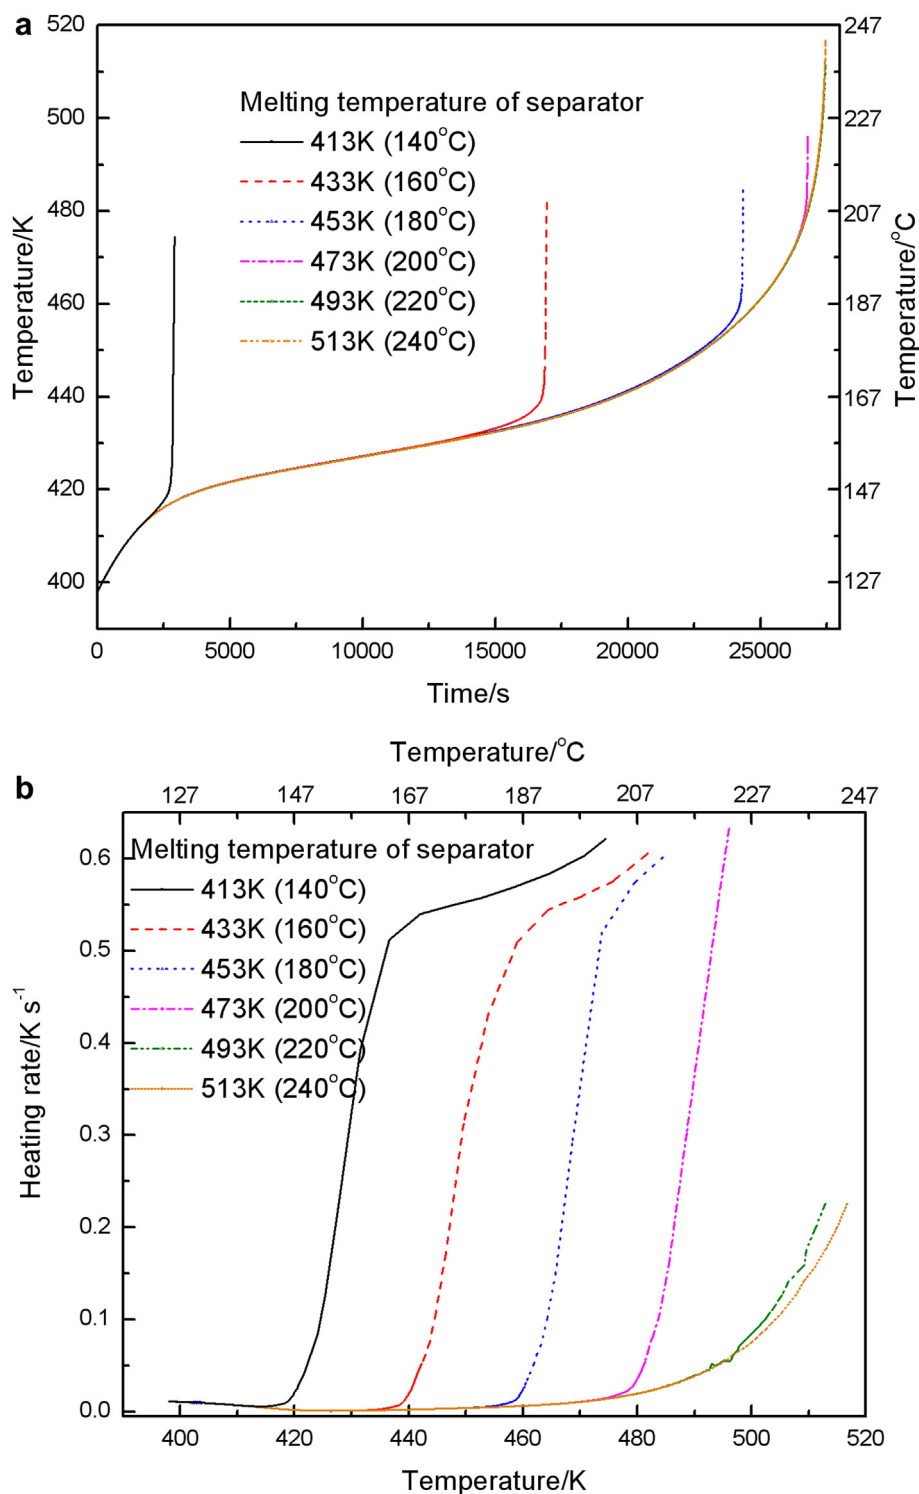 a
520
500
480
460
440
420
400
Temperature/K
Melting temperature of separator
413K (140°C)
433K (160°C)
453K (180°C)
473K (200°C)
493K (220°C)
513K (240°C)
247
227
207
187
167
147
127
Temperature/°C
0 5000 10000 15000 20000 25000
Time/s
Temperature/°C
b
127 147 167 187 207 227 247
Melting temperature of separator
413K (140°C)
433K (160°C)
453K (180°C)
473K (200°C)
493K (220°C)
513K (240°C)
0.6
0.5
0.4
0.3
0.2
0.1
0.0
Heating rate/K s⁻¹
400 420 440 460 480 500 520
Temperature/K